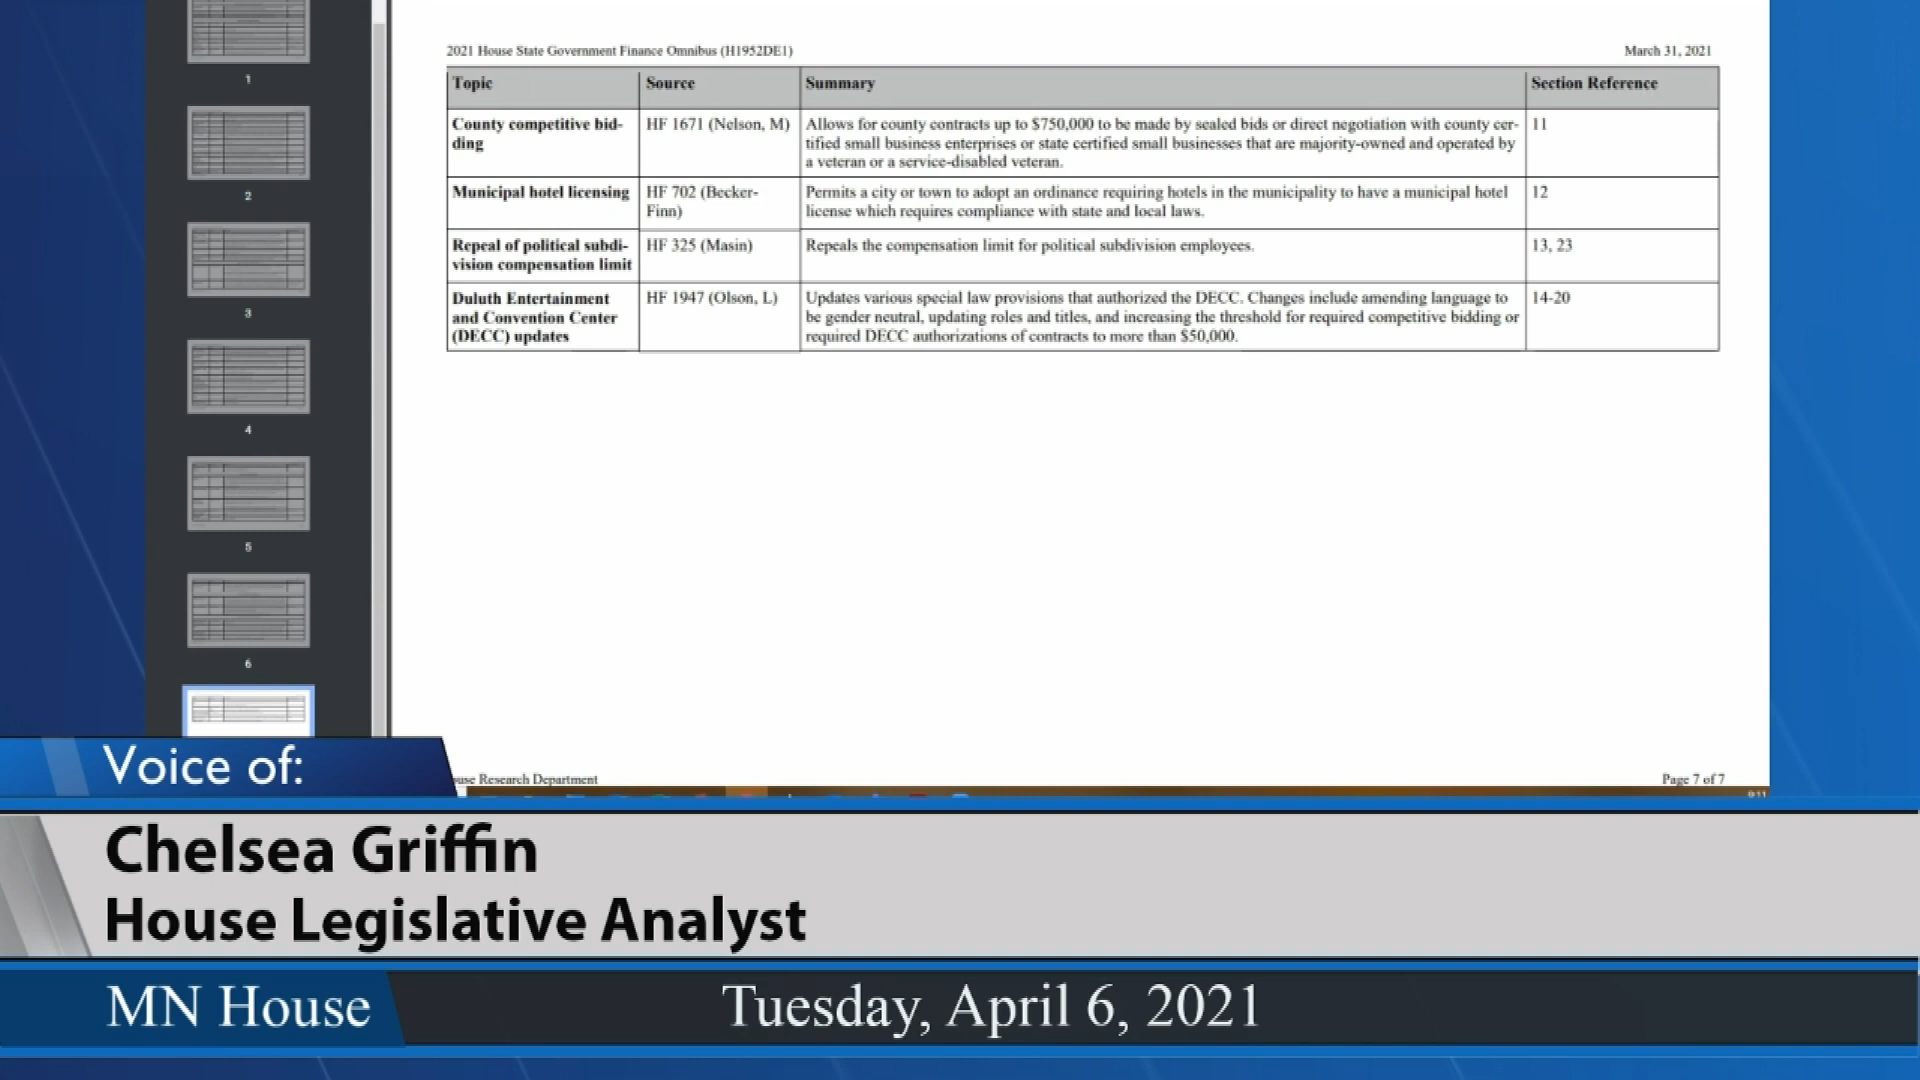 2021 House State Government Finance Omnibus (H1952DE1) March 31, 2021
Topic Source Summary Section Reference
County competitive bid-
ding
HF 1671 (Nelson, M)
Allows for county contracts up to $750,000 to be made by sealed bids or direct negotiation with county cer-
tified small business enterprises or state certified small businesses that are majority-owned and operated by
a veteran or a service-disabled veteran.
11
Municipal hotel licensing
HF 702 (Becker-
Finn)
Permits a city or town to adopt an ordinance requiring hotels in the municipality to have a municipal hotel
license which requires compliance with state and local laws.
12
Repeal of political subdi-
vision compensation limit
HF 325 (Masin)
Repeals the compensation limit for political subdivision employees.
13, 23
Duluth Entertainment
and Convention Center
(DECC) updates
HF 1947 (Olson, L)
Updates various special law provisions that authorized the DECC. Changes include amending language to
be gender neutral, updating roles and titles, and increasing the threshold for required competitive bidding or
required DECC authorizations of contracts to more than $50,000.
14-20
1
2
3
4
5
6
use Research Department Page 7 of 7
9:11
Voice of:
Chelsea Griffin
House Legislative Analyst
MN House Tuesday, April 6, 2021